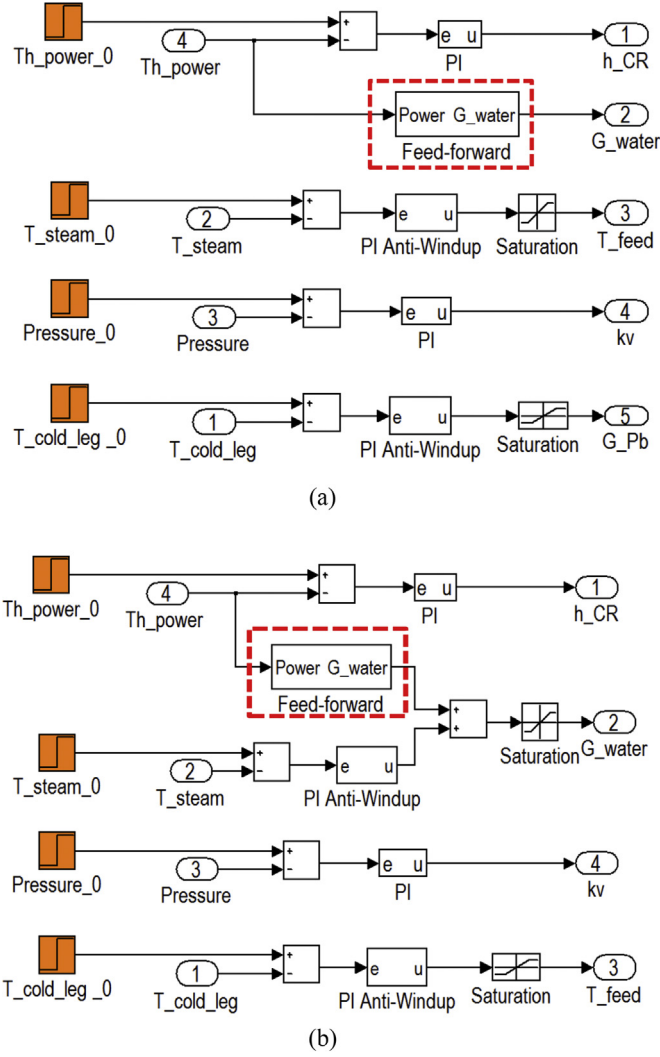 Th_power_0
4
Th_power
+
−
e u
PI
1
h_CR
Power G_water
Feed-forward
2
G_water
T_steam_0
2
T_steam
+
−
e u
PI Anti-Windup
Saturation
3
T_feed
Pressure_0
3
Pressure
+
−
e u
PI
4
kv
T_cold_leg _0
1
T_cold_leg
+
−
e u
PI Anti-Windup
Saturation
5
G_Pb
(a)
Th_power_0
4
Th_power
+
−
e u
PI
1
h_CR
Power G_water
Feed-forward
+
+
Saturation
2
G_water
T_steam_0
2
T_steam
+
−
e u
PI Anti-Windup
Pressure_0
3
Pressure
+
−
e u
PI
4
kv
T_cold_leg _0
1
T_cold_leg
+
−
e u
PI Anti-Windup
Saturation
3
T_feed
(b)